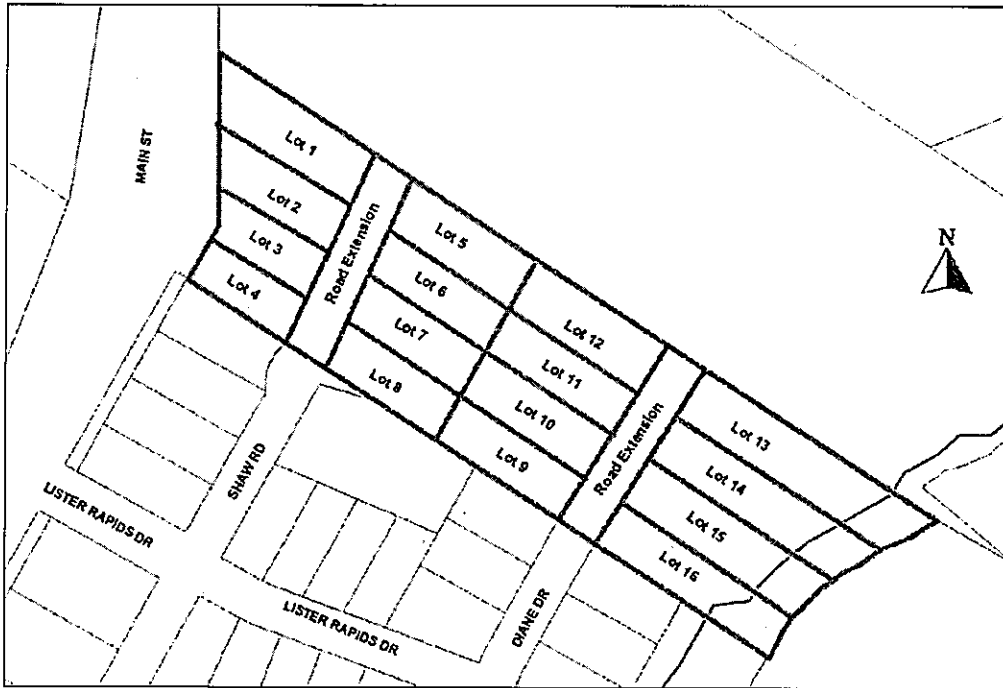 MAIN ST
Lot 1
Lot 2
Lot 3
Lot 4
Road Extension
Lot 5
Lot 6
Lot 7
Lot 8
Lot 12
Lot 11
Lot 10
Lot 9
Road Extension
Lot 13
Lot 14
Lot 15
Lot 16
N
SHAW RD
LISTER RAPIDS DR
LISTER RAPIDS DR
DIANE DR